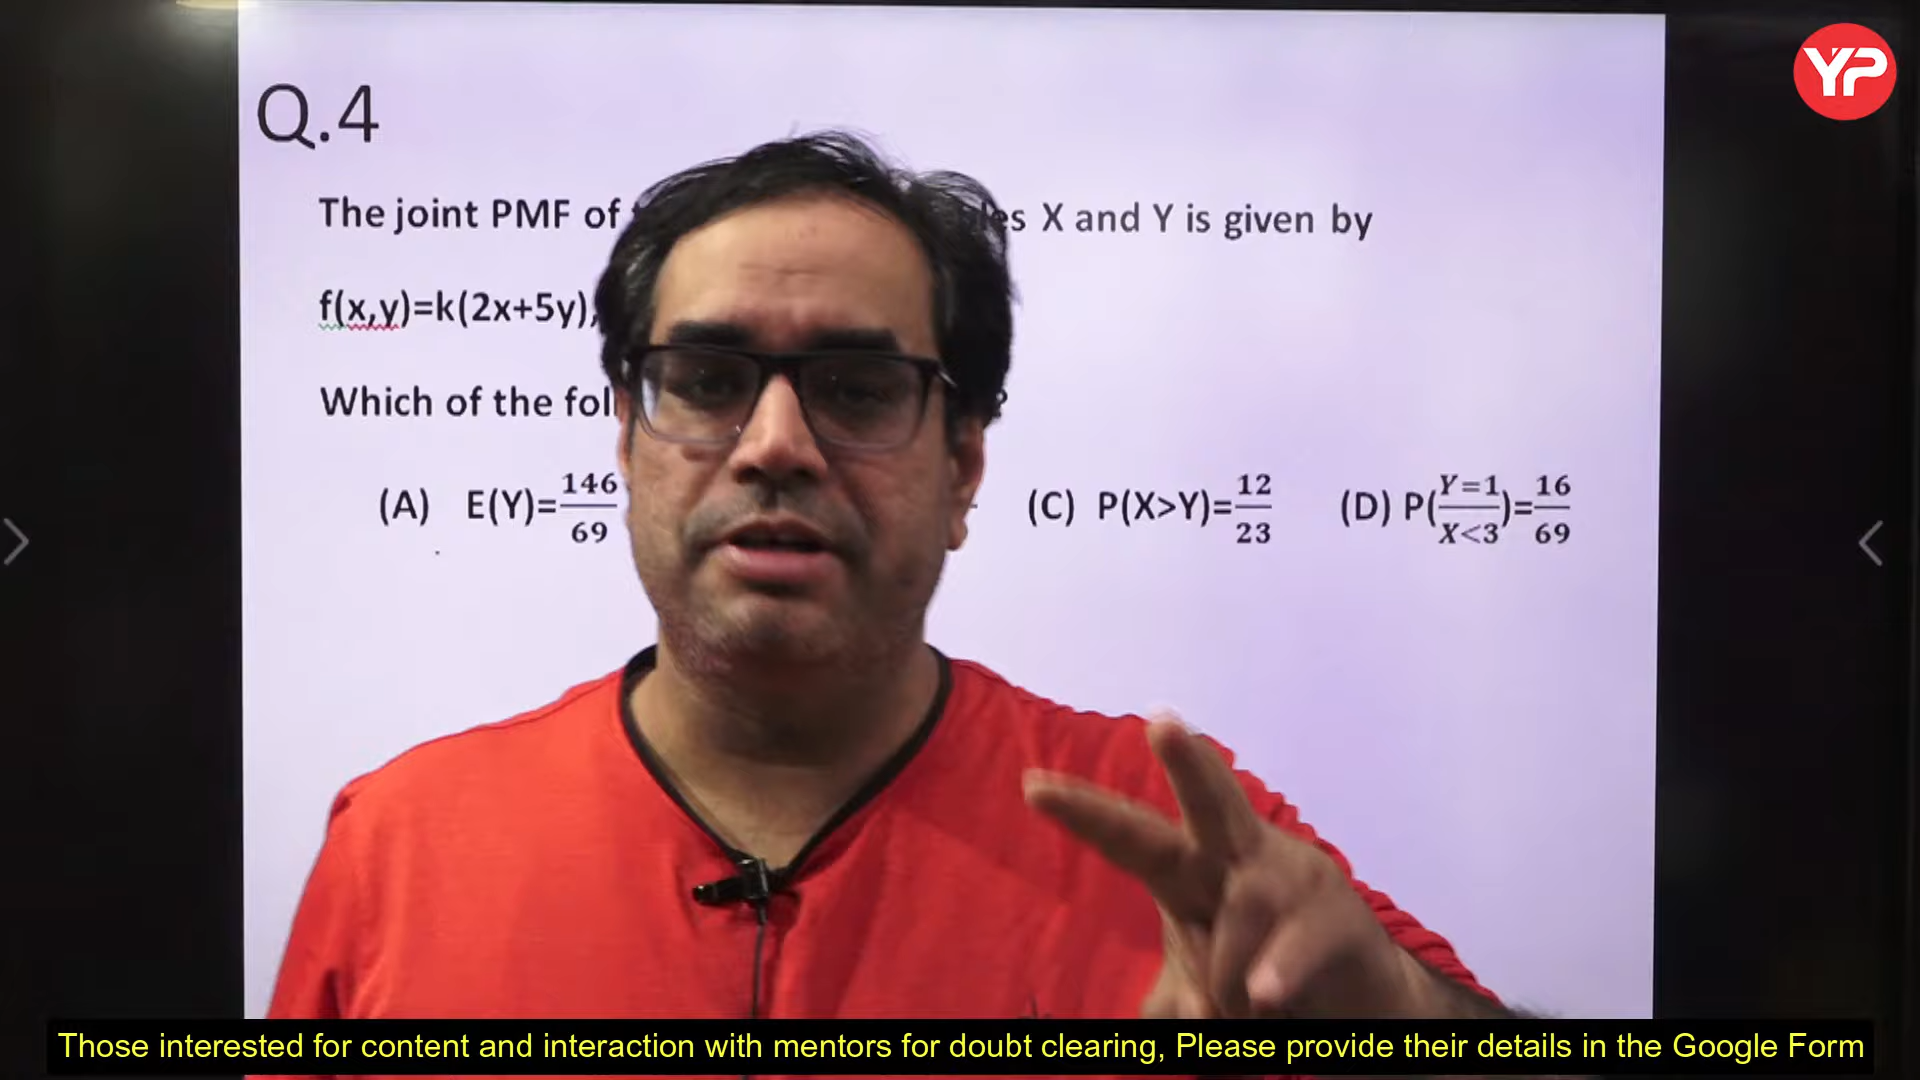 YP
Q.4
The joint PMF of es X and Y is given by
f(x,y)=k(2x+5y),
Which of the ?
(A) E(Y)=146/69 (C) P(X>Y)=12/23 (D) P(Y=1/X<3)=16/69
Those interested for content and interaction with mentors for doubt clearing, Please provide their details in the Google Form